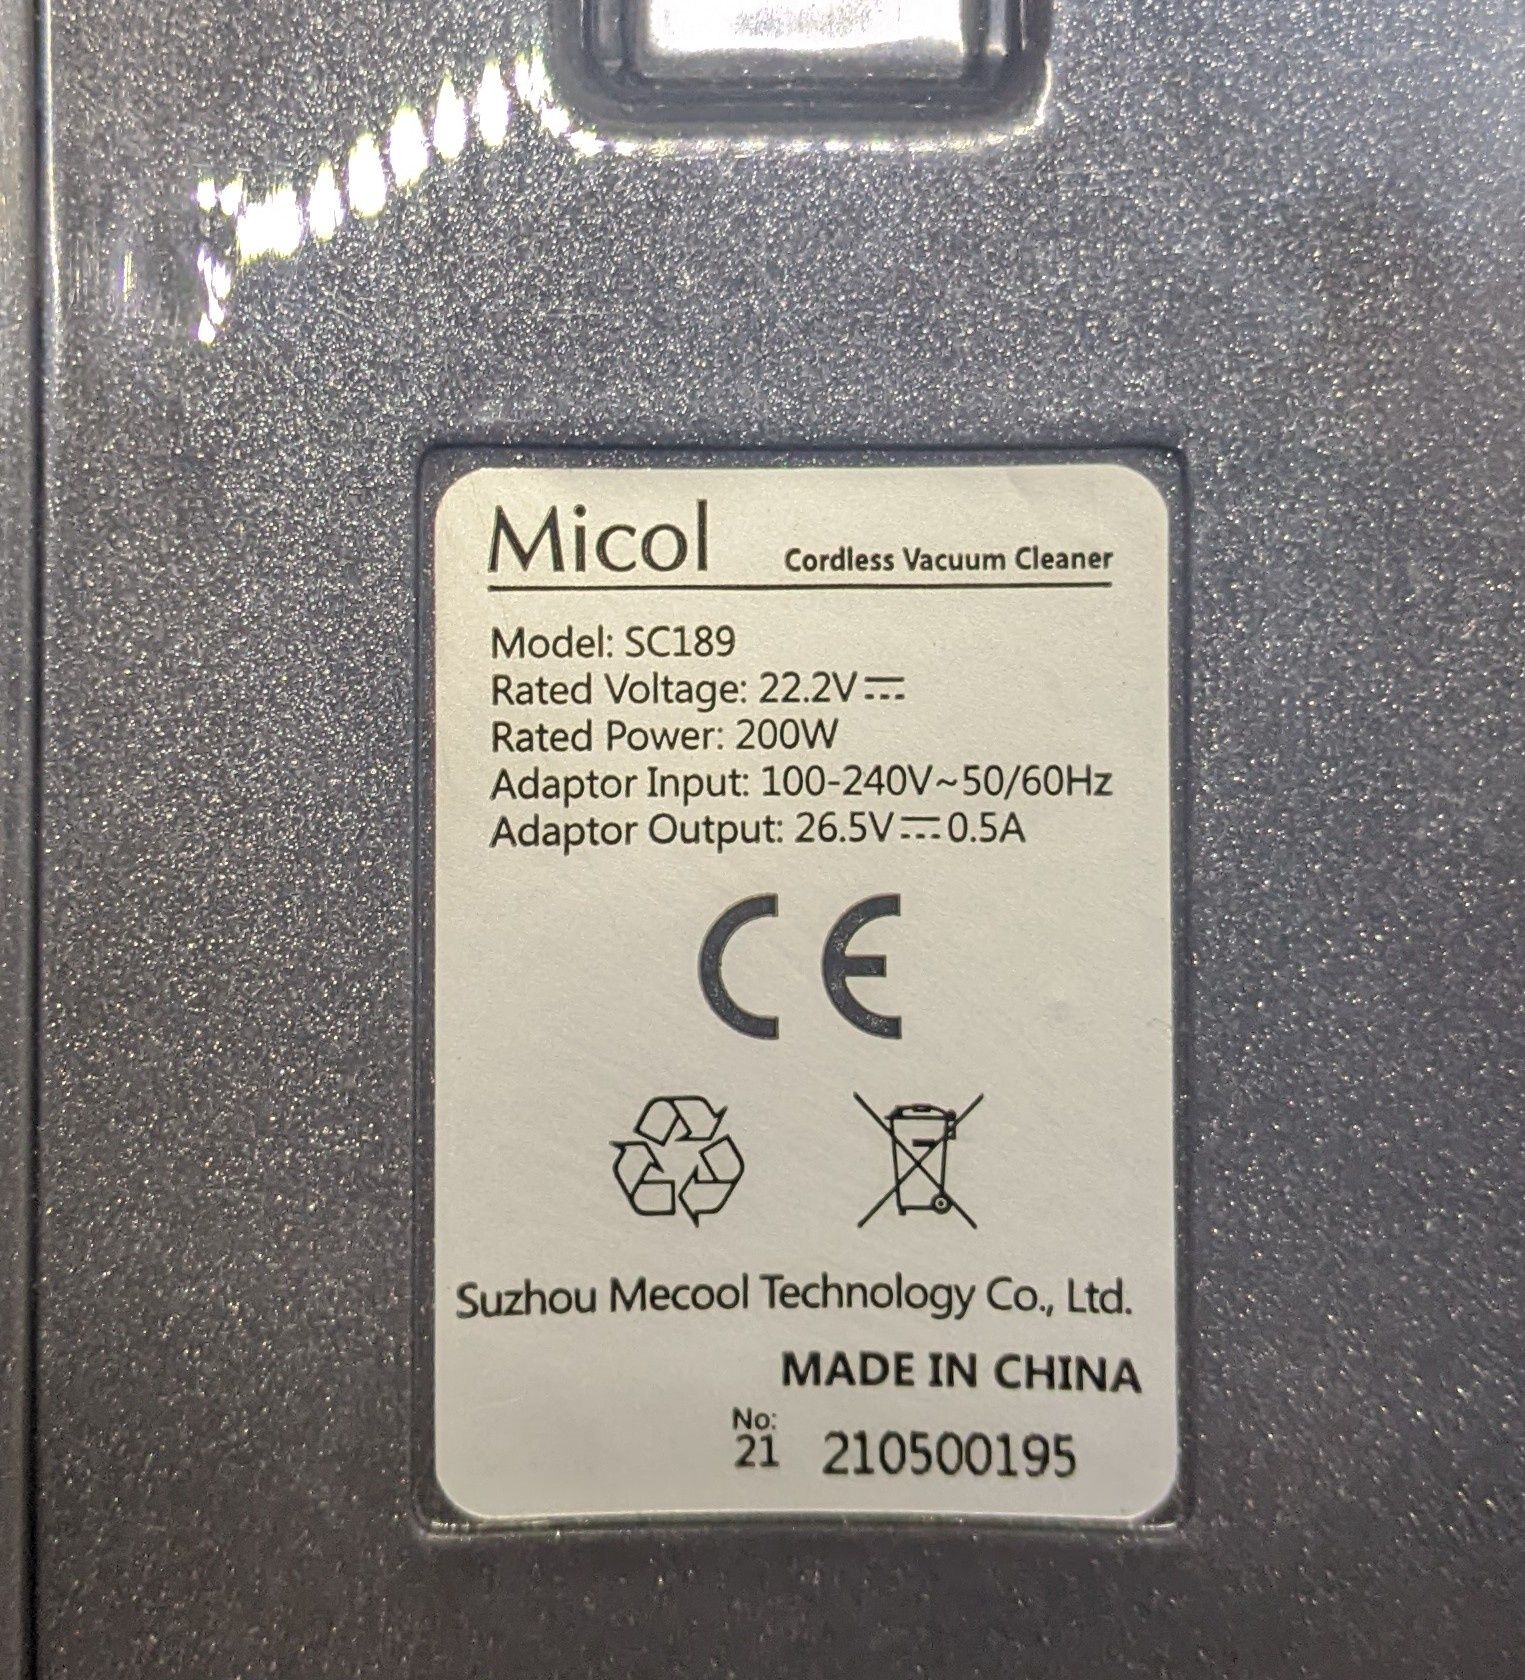 Micol Cordless Vacuum Cleaner
Model: SC189
Rated Voltage: 22.2V⎓
Rated Power: 200W
Adaptor Input: 100-240V~50/60Hz
Adaptor Output: 26.5V⎓0.5A
CE
Suzhou Mecool Technology Co., Ltd.
MADE IN CHINA
No:
21 210500195